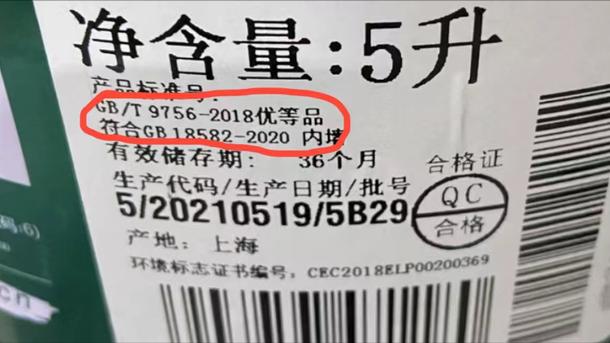 净含量:5升
产品标准号:
GB/T 9756-2018优等品
符合GB 18582-2020 内墙
有效储存期: 36个月
合格证
生产代码/生产日期/批号
5/20210519/5B29
QC
合格
产地: 上海
环境标志证书编号, CEC2018ELP00200369
码:6)
cn